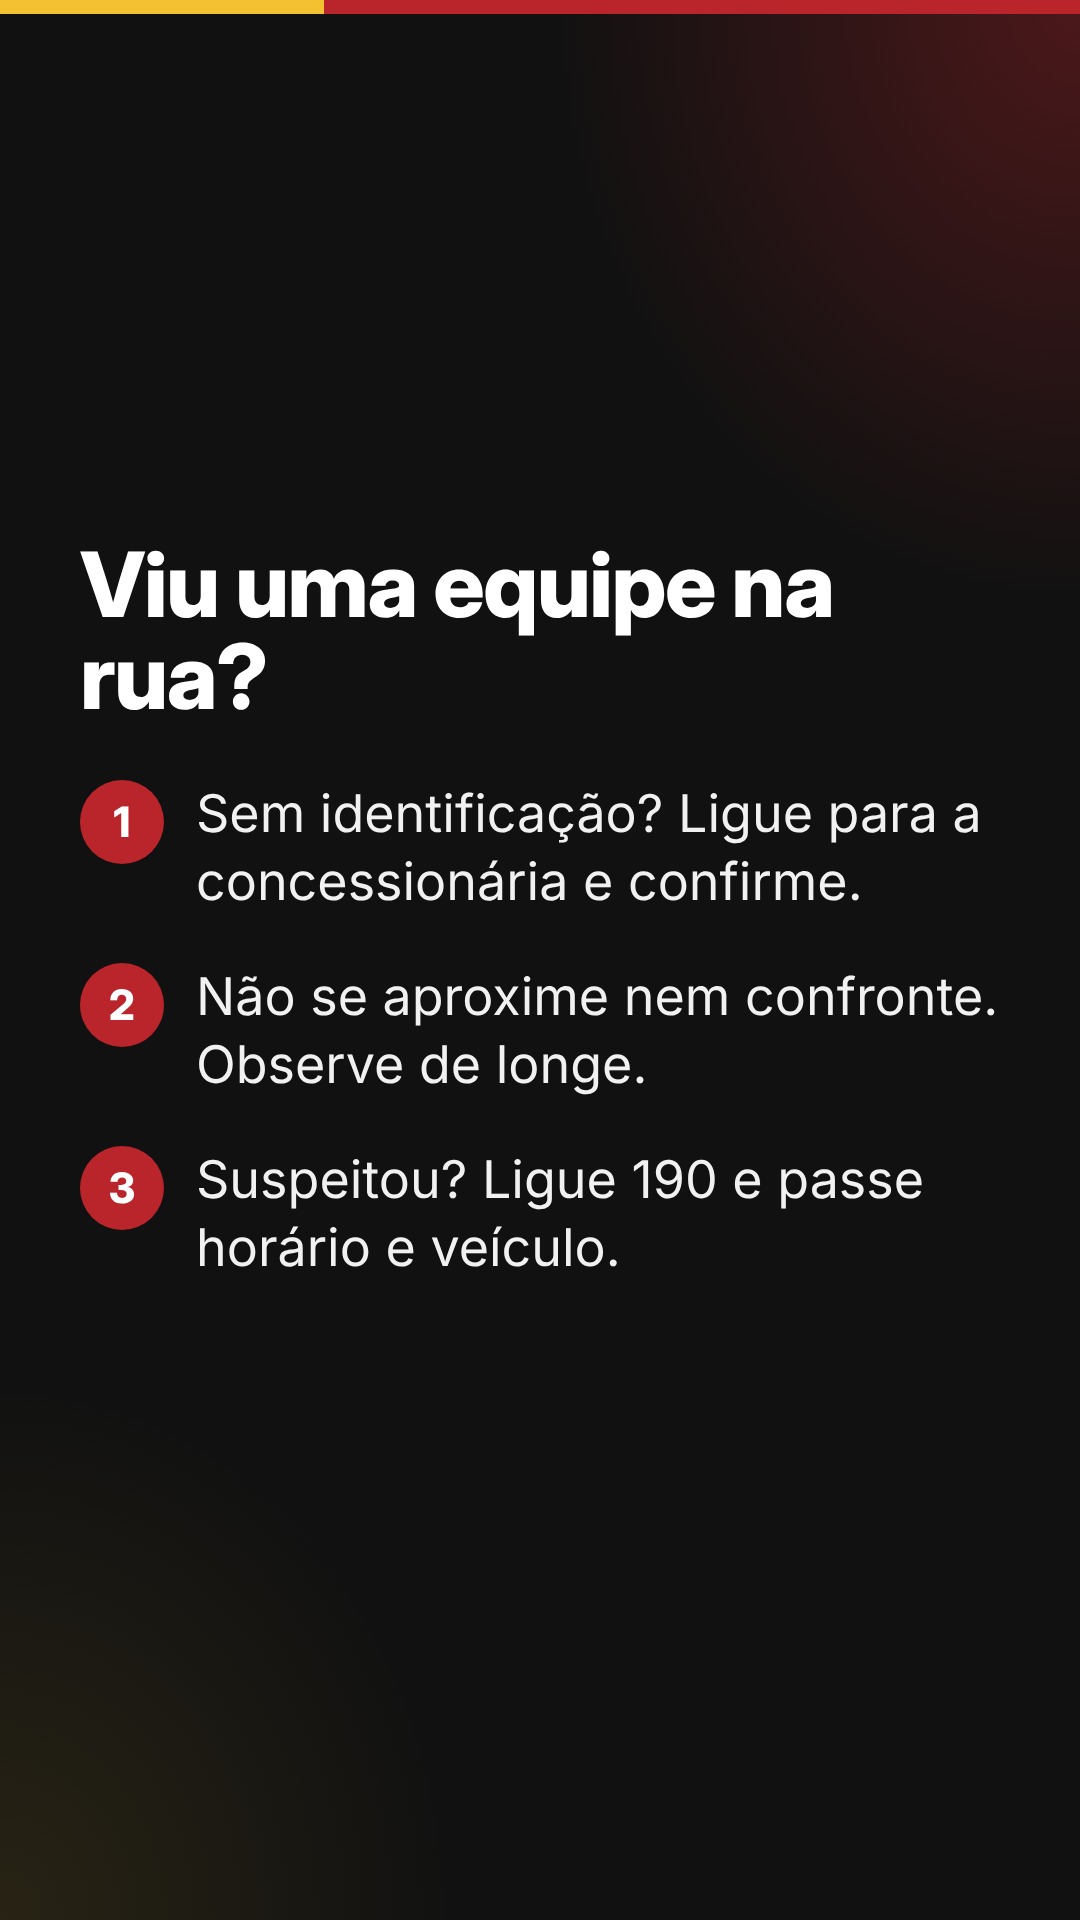 Viu uma equipe na
rua?
1 Sem identificação? Ligue para a
concessionária e confirme.
2 Não se aproxime nem confronte.
Observe de longe.
3 Suspeitou? Ligue 190 e passe
horário e veículo.